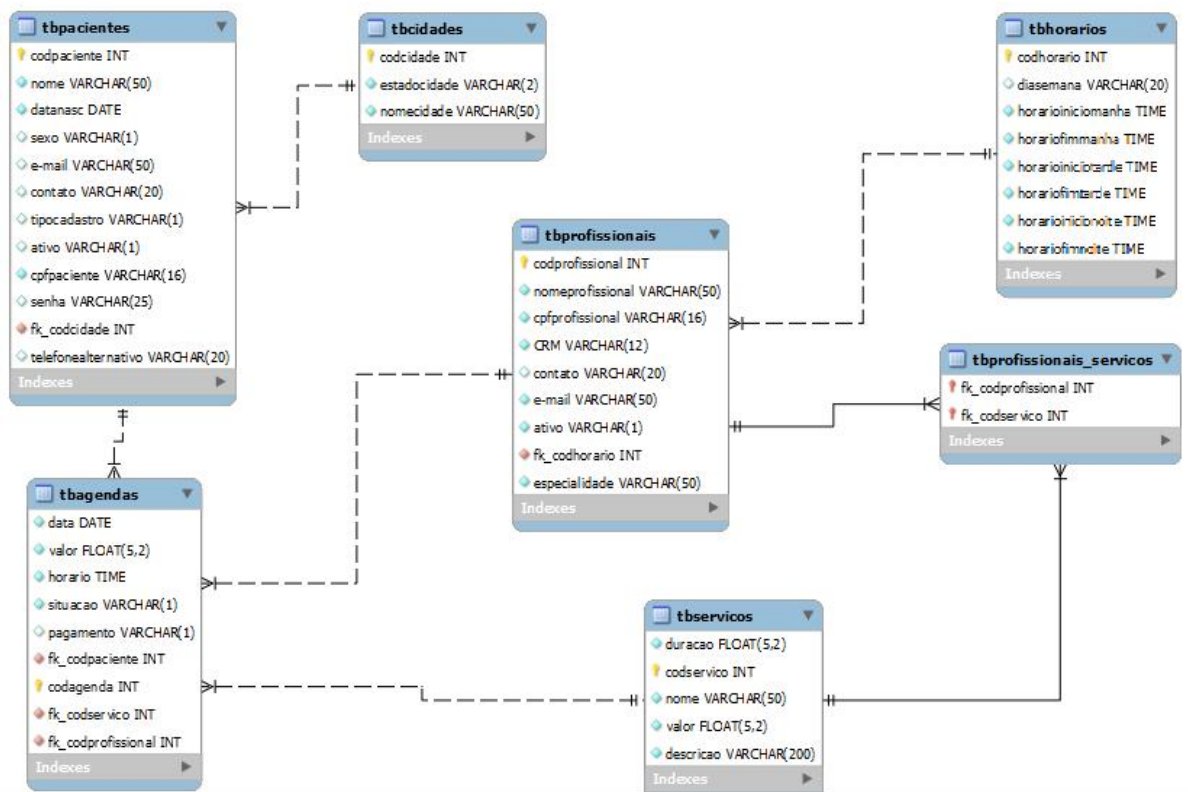 tbpacientes
codpaciente INT
nome VARCHAR(50)
datanasc DATE
sexo VARCHAR(1)
e-mail VARCHAR(50)
contato VARCHAR(20)
tipocadastro VARCHAR(1)
ativo VARCHAR(1)
cpfpaciente VARCHAR(16)
senha VARCHAR(25)
fk_codcidade INT
telefonealternativo VARCHAR(20)
Indexes
tbcidades
codcidade INT
estadocidade VARCHAR(2)
nomecidade VARCHAR(50)
Indexes
tbhorarios
codhorario INT
diasemana VARCHAR(20)
horarioiniciomanha TIME
horariofimmanha TIME
horarioiniciotarde TIME
horariofimtarde TIME
horarioinicionoite TIME
horariofimnoite TIME
Indexes
tbprofissionais
codprofissional INT
nomeprofissional VARCHAR(50)
cpfprofissional VARCHAR(16)
CRM VARCHAR(12)
contato VARCHAR(20)
e-mail VARCHAR(50)
ativo VARCHAR(1)
fk_codhorario INT
especialidade VARCHAR(50)
Indexes
tbprofissionais_servicos
fk_codprofissional INT
fk_codservico INT
Indexes
tbagendas
data DATE
valor FLOAT(5,2)
horario TIME
situacao VARCHAR(1)
pagamento VARCHAR(1)
fk_codpaciente INT
codagenda INT
fk_codservico INT
fk_codprofissional INT
Indexes
tbservicos
duracao FLOAT(5,2)
codservico INT
nome VARCHAR(50)
valor FLOAT(5,2)
descricao VARCHAR(200)
Indexes